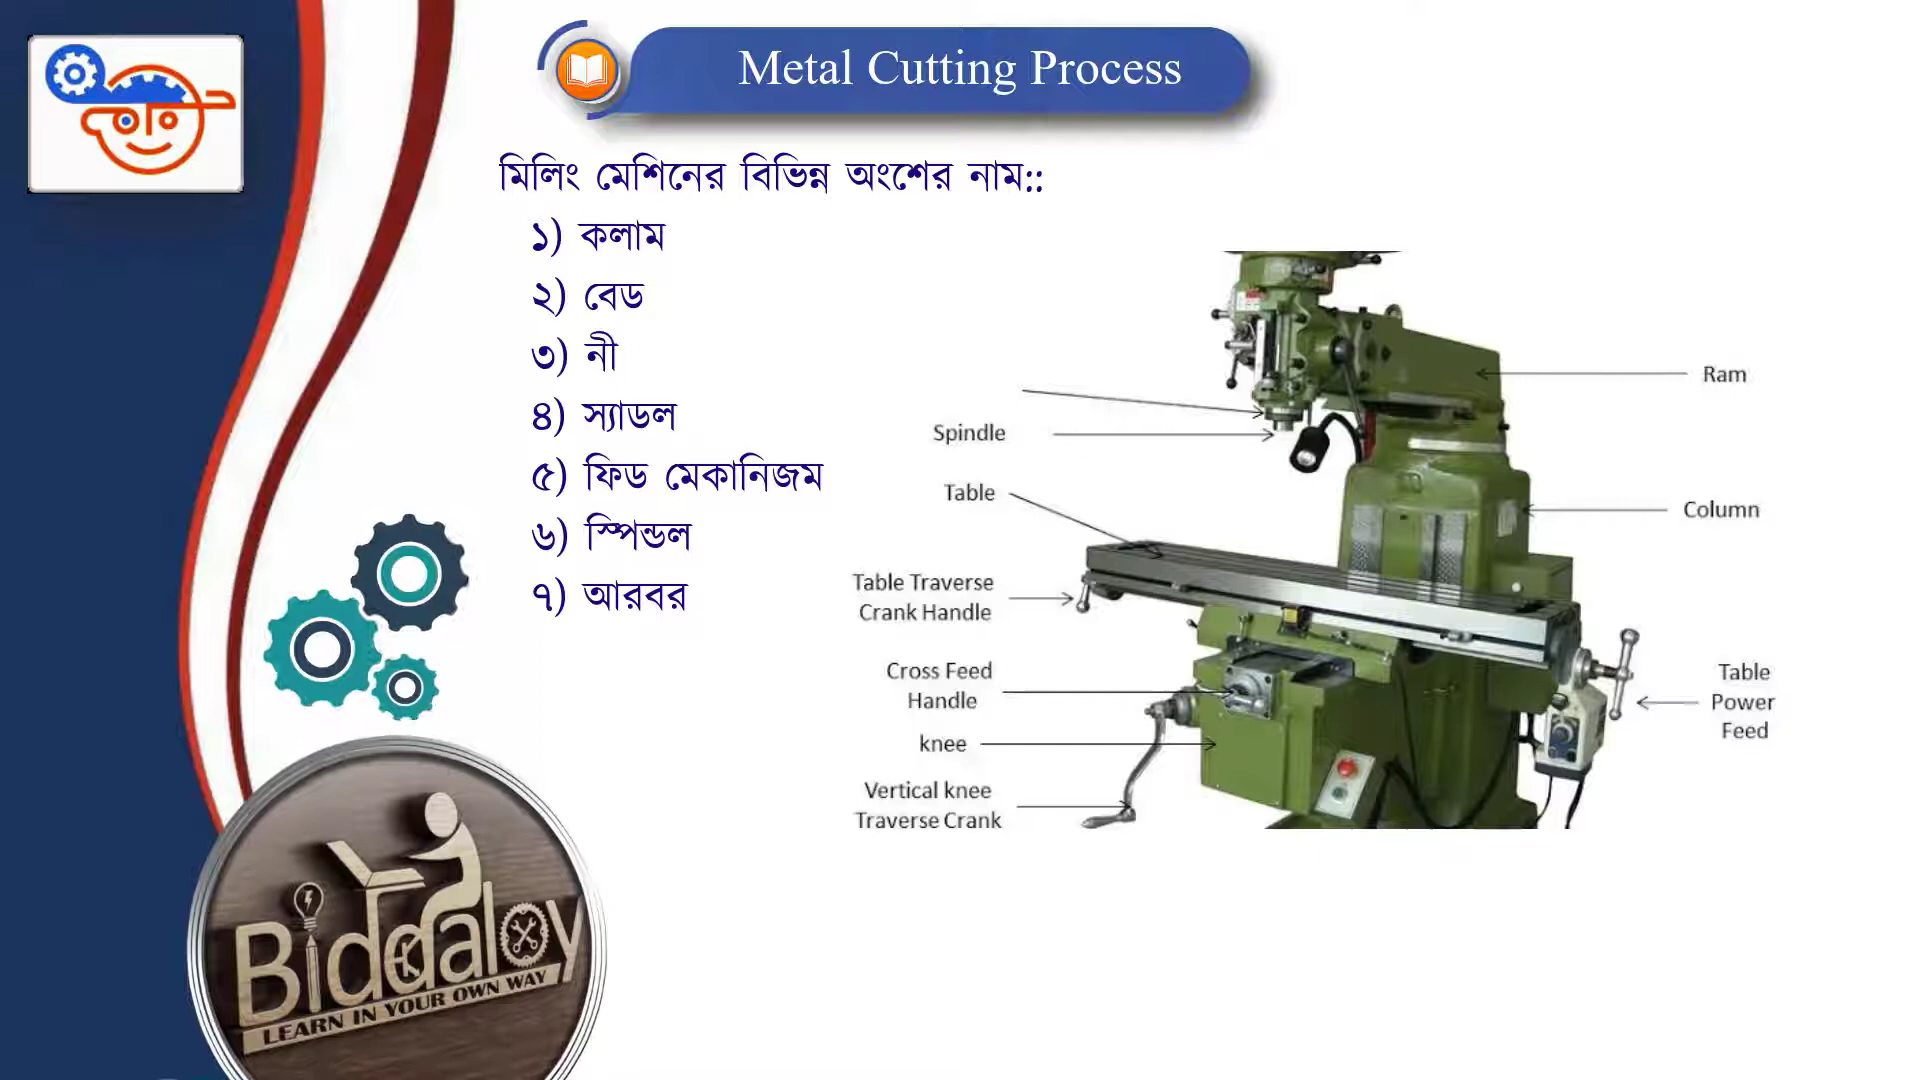 Metal Cutting Process
মিলিং মেশিনের বিভিন্ন অংশের নাম::
১) কলাম
২) বেড
৩) নী
৪) স্যাডল
৫) ফিড মেকানিজম
৬) স্পিন্ডল
৭) আরবর
Ram
Spindle
Table
Column
Table Traverse
Crank Handle
Cross Feed
Handle
knee
Vertical knee
Traverse Crank
Table
Power
Feed
Biddaloy
LEARN IN YOUR OWN WAY